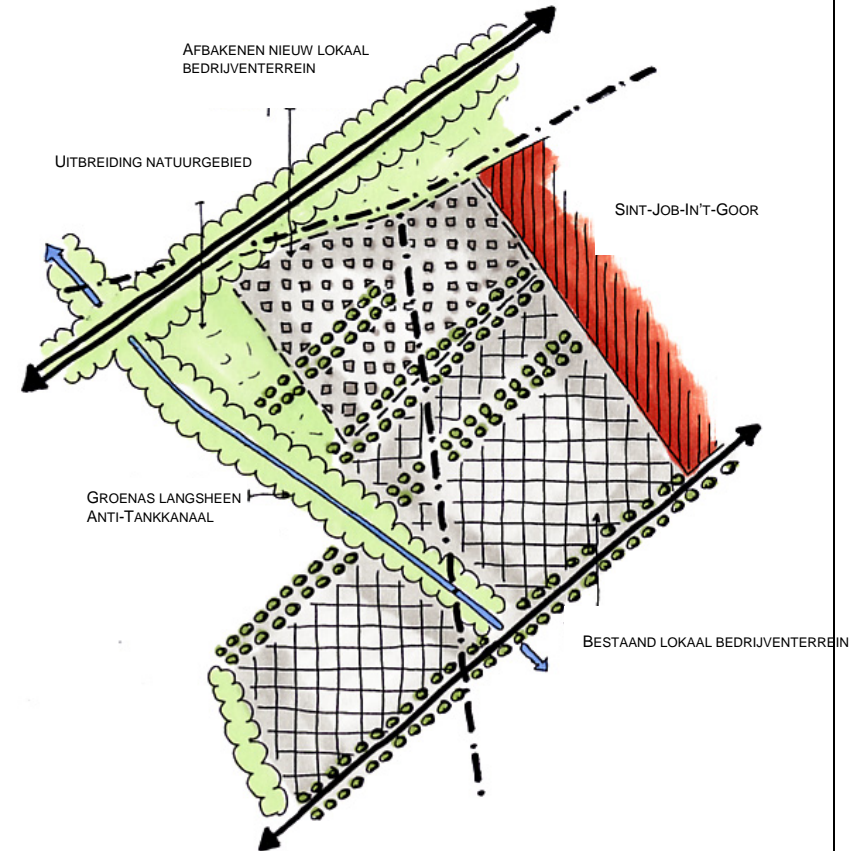 AFBAKENEN NIEUW LOKAAL
BEDRIJVENTERREIN
UITBREIDING NATUURGEBIED
SINT-JOB-IN'T-GOOR
GROENAS LANGSHEEN
ANTI-TANKKANAAL
BESTAAND LOKAAL BEDRIJVENTERREIN